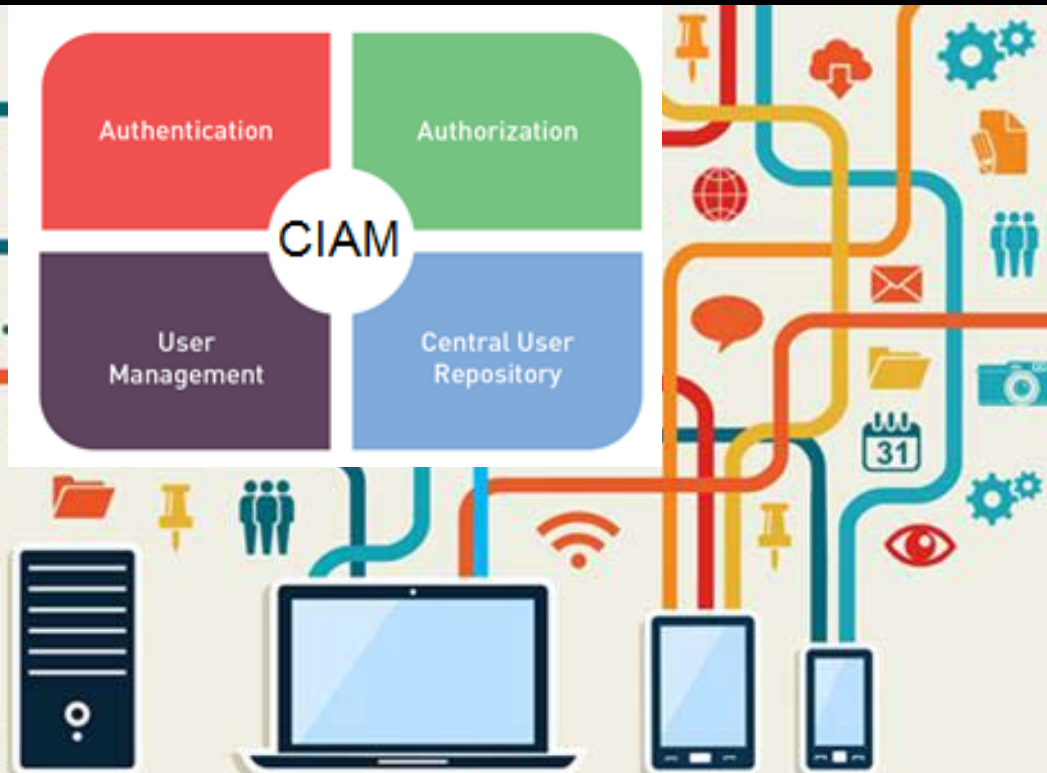 Authentication
Authorization
CIAM
User
Management
Central User
Repository
31